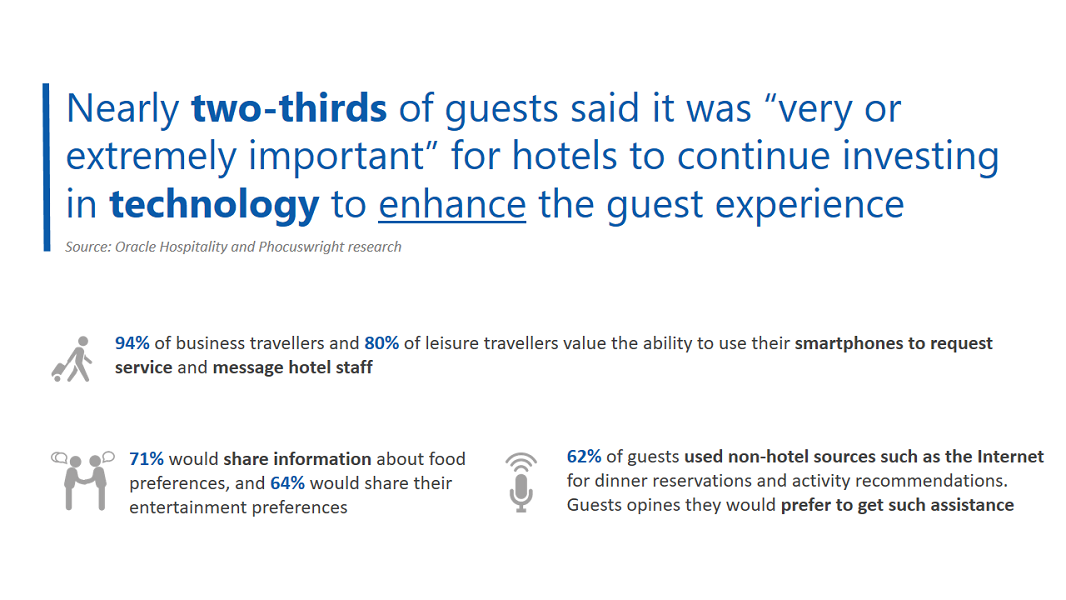 Nearly two-thirds of guests said it was “very or
extremely important” for hotels to continue investing
in technology to enhance the guest experience
Source: Oracle Hospitality and Phocuswright research
94% of business travellers and 80% of leisure travellers value the ability to use their smartphones to request
service and message hotel staff
71% would share information about food
preferences, and 64% would share their
entertainment preferences
62% of guests used non-hotel sources such as the Internet
for dinner reservations and activity recommendations.
Guests opines they would prefer to get such assistance